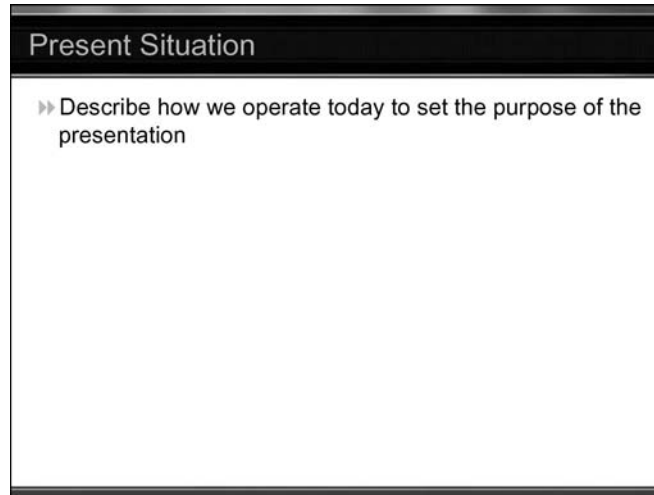 Present Situation
Describe how we operate today to set the purpose of the
presentation